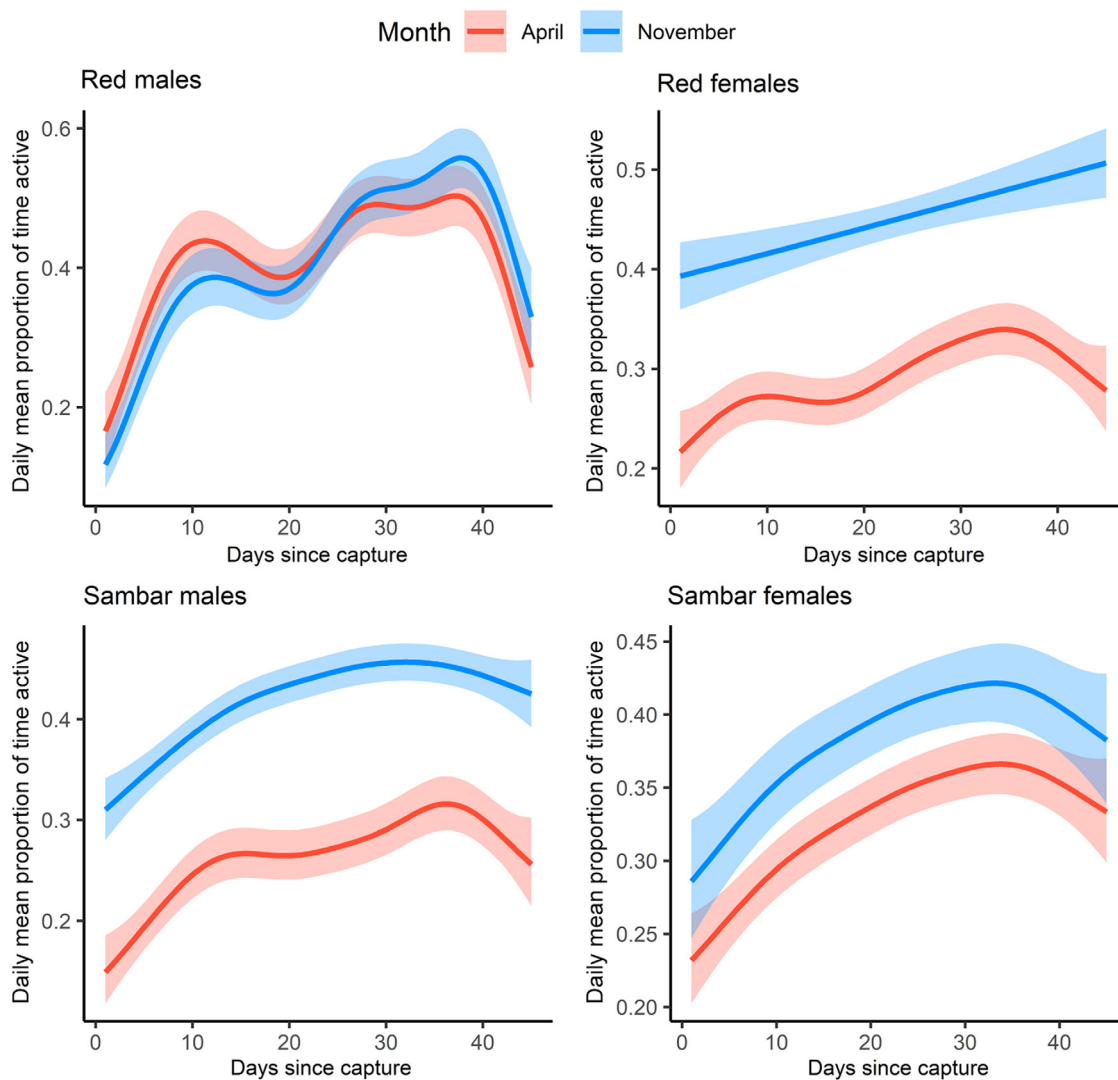 Month April November
Red males
Daily mean proportion of time active
0.6
0.4
0.2
0 10 20 30 40
Days since capture
Red females
Daily mean proportion of time active
0.5
0.4
0.3
0.2
0 10 20 30 40
Days since capture
Sambar males
Daily mean proportion of time active
0.4
0.3
0.2
0 10 20 30 40
Days since capture
Sambar females
Daily mean proportion of time active
0.45
0.40
0.35
0.30
0.25
0.20
0 10 20 30 40
Days since capture